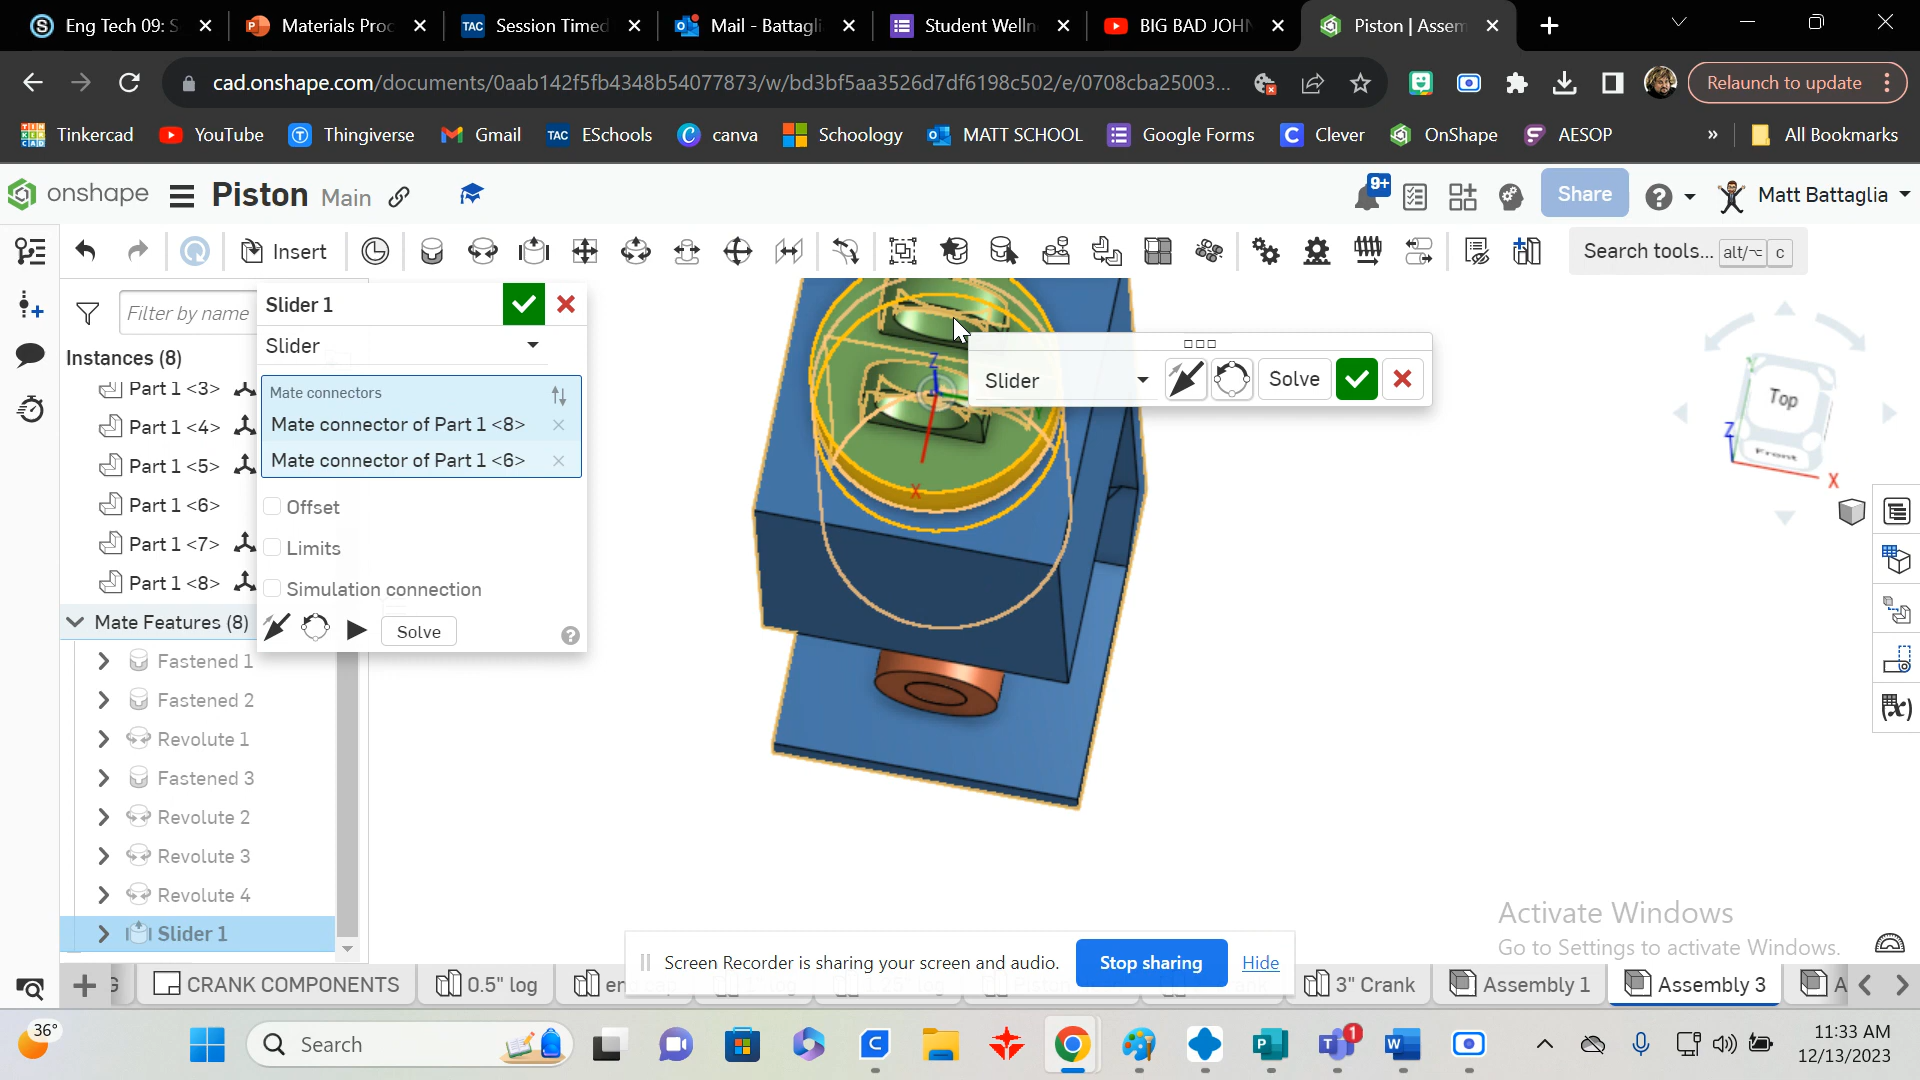 Eng Tech 09: S
Materials Proc
TAC Session Timed
Mail - Battagli
Student Welln
BIG BAD JOHN
Piston | Assem
cad.onshape.com/documents/0aab142f5fb4348b54077873/w/bd3bf5aa3526d7df6198c502/e/0708cba25003...
Relaunch to update
Tinkercad
YouTube
Thingiverse
Gmail
TAC ESchools
canva
Schoology
MATT SCHOOL
Google Forms
Clever
OnShape
AESOP
»
All Bookmarks
onshape
Piston Main
9+
Share
Matt Battaglia
Insert
Search tools... alt/⌥ c
Filter by name
Instances (8)
Part 1 <3>
Part 1 <4>
Part 1 <5>
Part 1 <6>
Part 1 <7>
Part 1 <8>
Mate Features (8)
Fastened 1
Fastened 2
Revolute 1
Fastened 3
Revolute 2
Revolute 3
Revolute 4
Slider 1
Slider 1
Slider
Mate connectors
Mate connector of Part 1 <8>
Mate connector of Part 1 <6>
Offset
Limits
Simulation connection
Solve
Slider
Solve
Z
X
Top
Front
Z
X
Activate Windows
Go to Settings to activate Windows.
Screen Recorder is sharing your screen and audio.
Stop sharing
Hide
CRANK COMPONENTS
0.5" log
3" Crank
Assembly 1
Assembly 3
A
36°
Search
1
11:33 AM
12/13/2023